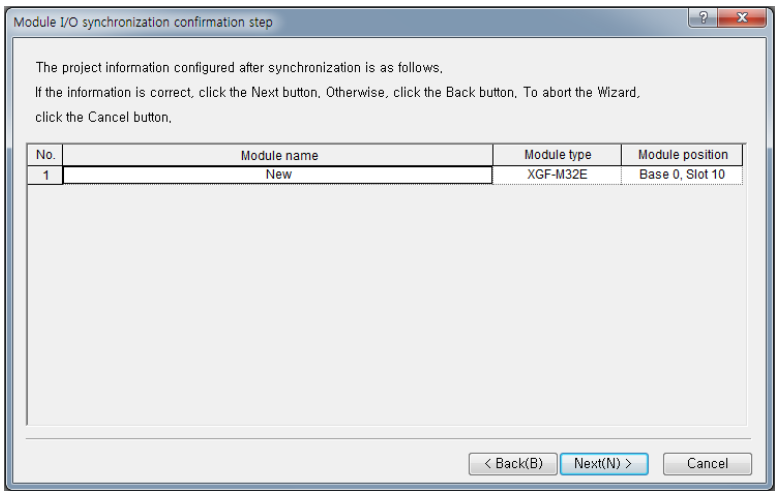 Module I/O synchronization confirmation step
?
The project information configured after synchronization is as follows,
If the information is correct, click the Next button, Otherwise, click the Back button, To abort the Wizard,
click the Cancel button,
No. Module name Module type Module position
1 New XGF-M32E Base 0, Slot 10
< Back(B) Next(N) > Cancel